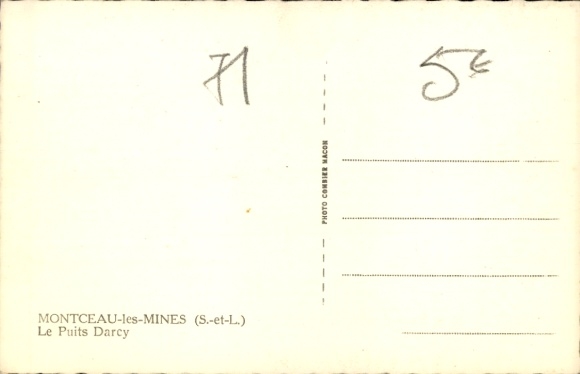 71
5€
PHOTO COMBIER MACON
MONTCEAU-les-MINES (S.-et-L.)
Le Puits Darcy